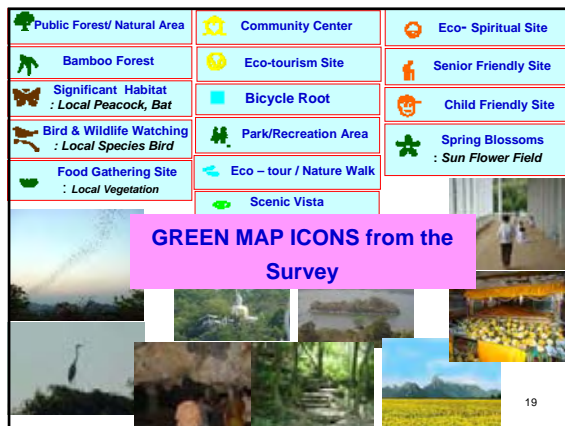 Public Forest/ Natural Area
Bamboo Forest
Significant Habitat
: Local Peacock, Bat
Bird & Wildlife Watching
: Local Species Bird
Food Gathering Site
: Local Vegetation
Community Center
Eco-tourism Site
Bicycle Root
Park/Recreation Area
Eco – tour / Nature Walk
Scenic Vista
Eco- Spiritual Site
Senior Friendly Site
Child Friendly Site
Spring Blossoms
: Sun Flower Field
GREEN MAP ICONS from the
Survey
19